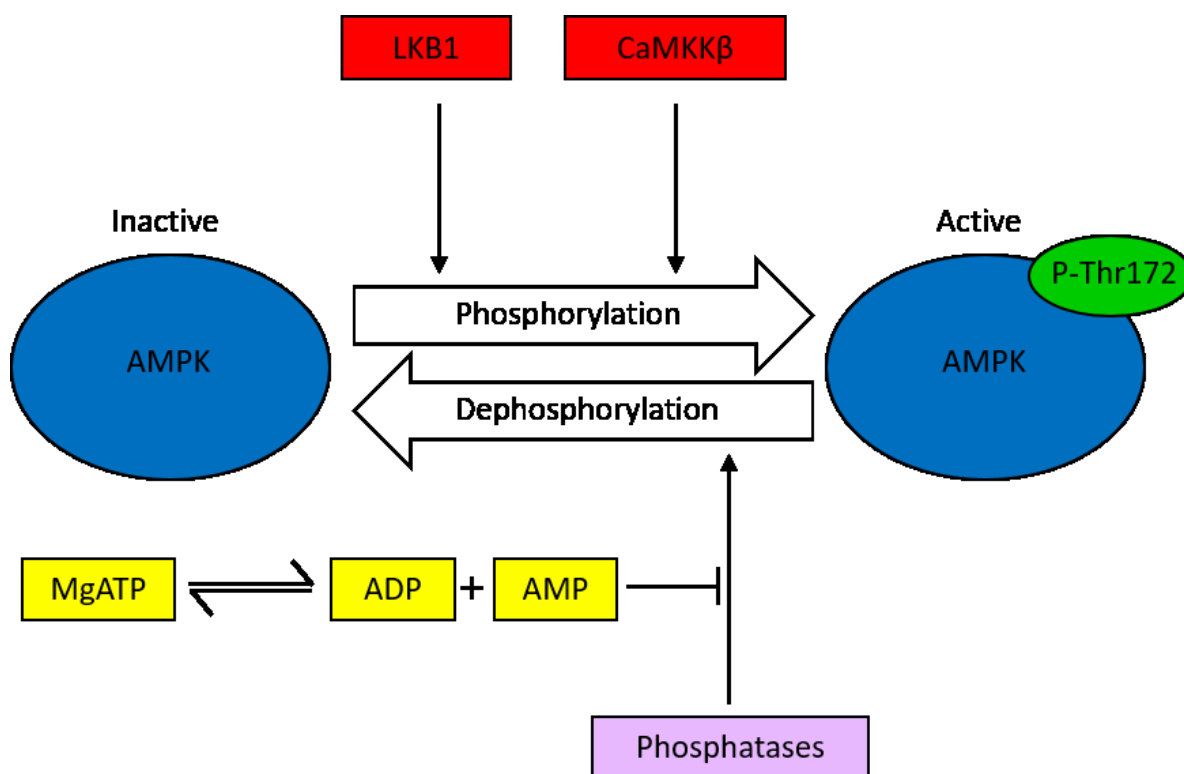 LKB1
CaMKKβ
Inactive
Active
P-Thr172
Phosphorylation
AMPK
AMPK
Dephosphorylation
MgATP
ADP
+
AMP
Phosphatases